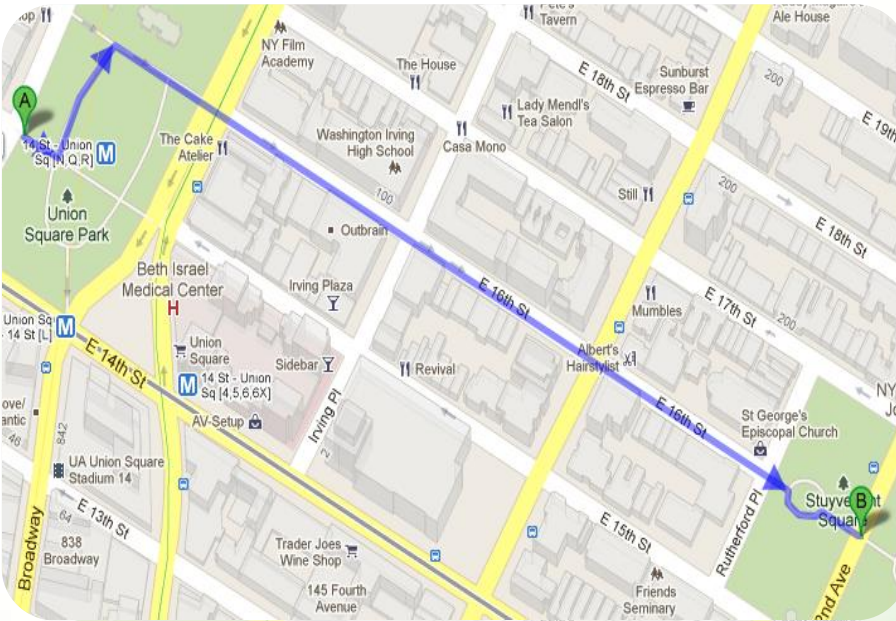 Tavern
Ale House
NY Film
Academy
The House
E 18th St
Sunburst
Espresso Bar
200
E 19th
A
14 St - Union
Sq [N,Q,R]
M
The Cake
Atelier
Washington Irving
High School
Lady Mendl's
Tea Salon
Casa Mono
100
Still
200
E 18th St
Union
Square Park
Outbrain
Beth Israel
Medical Center
H
Irving Plaza
E 16th St
Mumbles
E 17th St
200
Union Sq
- 14 St [L]
M
E 14th St
Union
Square
M
14 St - Union
Sq [4,5,6,6X]
Sidebar
Revival
Albert's
Hairstylist
E 16th St
NY
St George's
Episcopal Church
46
842
AV-Setup
Irving Pl
2
UA Union Square
Stadium 14
64
E 13th St
838
Broadway
Broadway
Trader Joes
Wine Shop
145 Fourth
Avenue
E 15th St
Friends
Seminary
Rutherford Pl
B
Square
2nd Ave